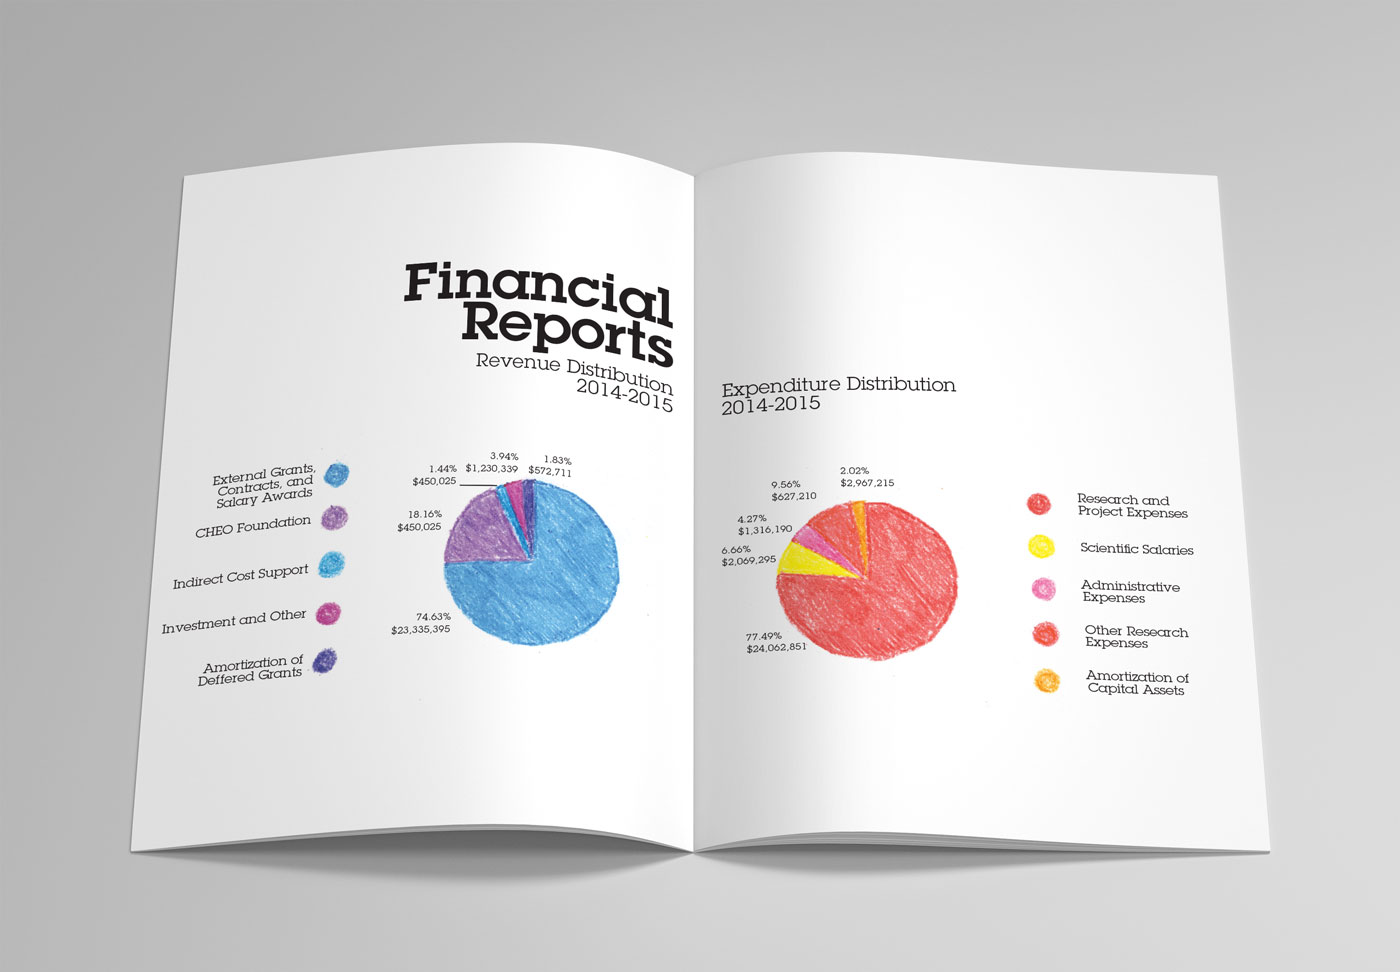 Financial
Reports
Revenue Distribution
2014-2015
External Grants,
Contracts, and
Salary Awards
CHEO Foundation
Indirect Cost Support
Investment and Other
Amortization of
Deffered Grants
1.44%
$450,025
3.94%
$1,230,339
1.83%
$572,711
18.16%
$450,025
74.63%
$23,335,395
Expenditure Distribution
2014-2015
2.02%
$2,967,215
9.56%
$627,210
4.27%
$1,316,190
6.66%
$2,069,295
77.49%
$24,062,851
Research and
Project Expenses
Scientific Salaries
Administrative
Expenses
Other Research
Expenses
Amortization of
Capital Assets